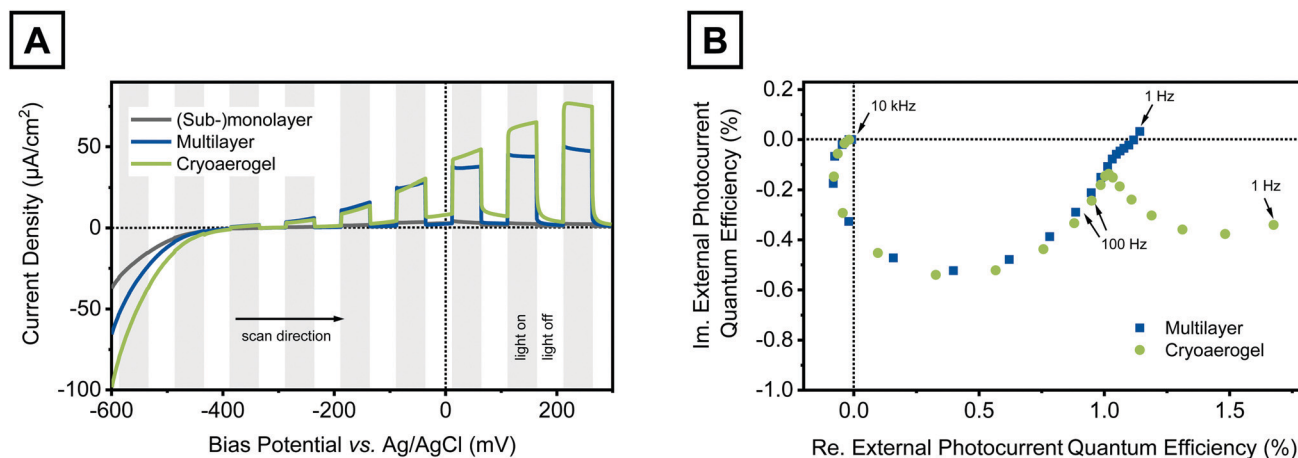 A
Current Density (µA/cm²)
50
0
-50
-100
(Sub-)monolayer
Multilayer
Cryoaerogel
scan direction
light on
light off
-600
-400
-200
0
200
Bias Potential vs. Ag/AgCl (mV)
B
Im. External Photocurrent
Quantum Efficiency (%)
0.2
0.0
-0.2
-0.4
-0.6
-0.8
-1.0
10 kHz
1 Hz
1 Hz
100 Hz
Multilayer
Cryoaerogel
0.0
0.5
1.0
1.5
Re. External Photocurrent Quantum Efficiency (%)